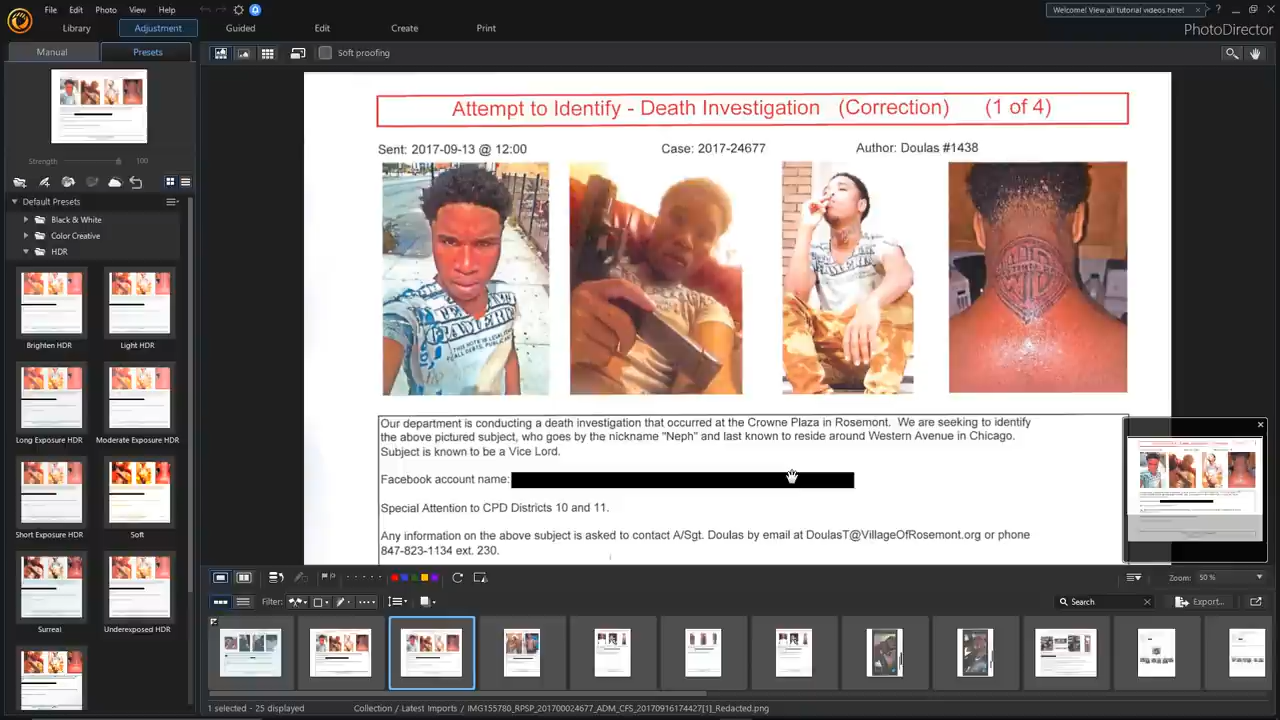 File Edit Photo View Help
Welcome! View all tutorial videos here!
PhotoDirector
Library Adjustment Guided Edit Create Print
Manual Presets
Soft proofing
Strength 100
Default Presets
Black & White
Color Creative
HDR
Brighten HDR Light HDR
Long Exposure HDR Moderate Exposure HDR
Short Exposure HDR Soft
Surreal Underexposed HDR
Attempt to Identify - Death Investigation (Correction) (1 of 4)
Sent: 2017-09-13 @ 12:00 Case: 2017-24677 Author: Doulas #1438
Our department is conducting a death investigation that occurred at the Crowne Plaza in Rosemont. We are seeking to identify
the above pictured subject, who goes by the nickname "Neph" and last known to reside around Western Avenue in Chicago.
Subject is known to be a Vice Lord.
Facebook account name:
Special Attention to CPD Districts 10 and 11.
Any information on the above subject is asked to contact A/Sgt. Doulas by email at DoulasT@VillageOfRosemont.org or phone
847-823-1134 ext. 230.
Zoom: 50 %
Filter:
Search
Export...
1 selected - 25 displayed Collection / Latest Imports / IMG155780_RPSP_201700024677_ADM_CFS_20170916174427[1]_Redacted.png